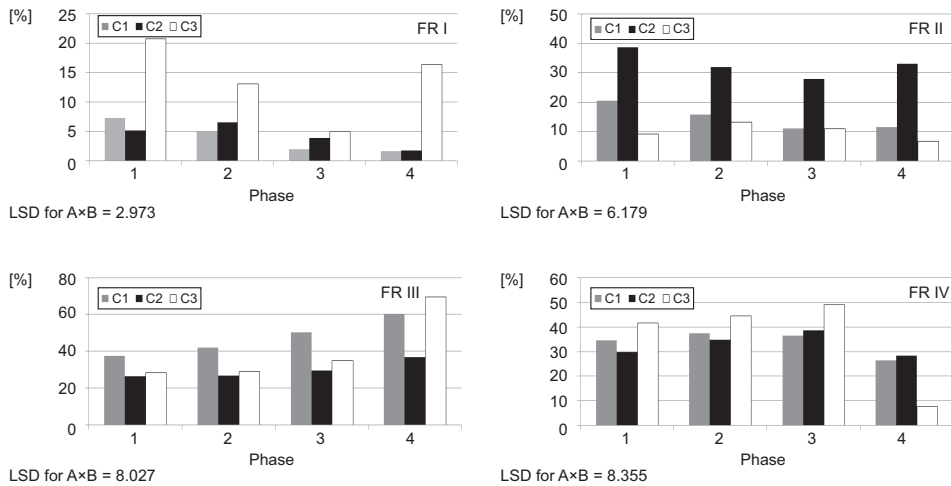 [%]
25
20
15
10
5
0
C1 C2 C3
FR I
1 2 3 4
Phase
LSD for A×B = 2.973
[%]
50
40
30
20
10
0
C1 C2 C3
FR II
1 2 3 4
Phase
LSD for A×B = 6.179
[%]
80
60
40
20
0
C1 C2 C3
FR III
1 2 3 4
Phase
LSD for A×B = 8.027
[%]
60
50
40
30
20
10
0
C1 C2 C3
FR IV
1 2 3 4
Phase
LSD for A×B = 8.355